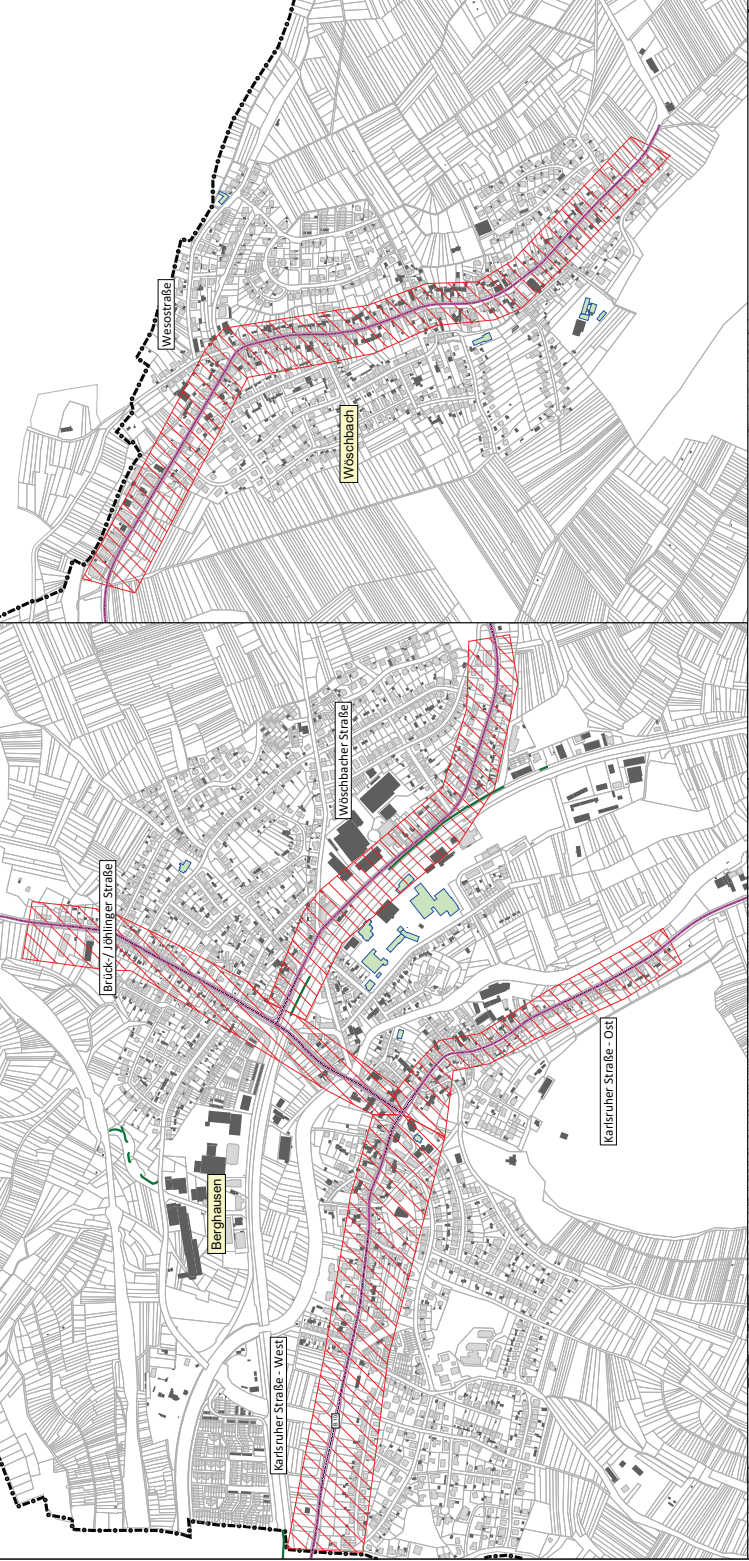 Wesostraße
Wöschbach
Wöschbacher Straße
Brück-/ Jöhlinger Straße
Berghausen
Karlsruher Straße - Ost
Karlsruher Straße - West